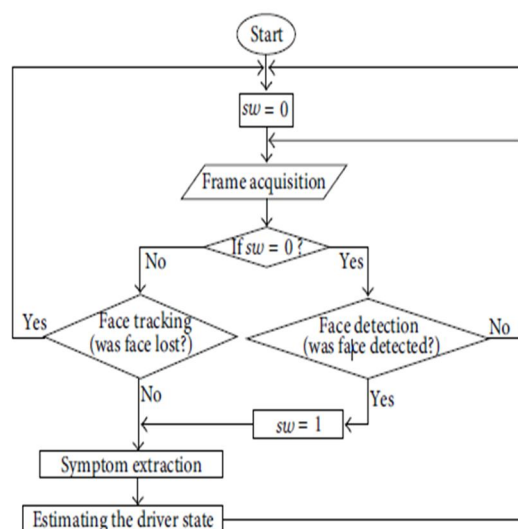 Start
sw = 0
Frame acquisition
If sw = 0?
No
Yes
Yes
Face tracking
(was face lost?)
Face detection
(was face detected?)
No
No
Yes
sw = 1
Symptom extraction
Estimating the driver state